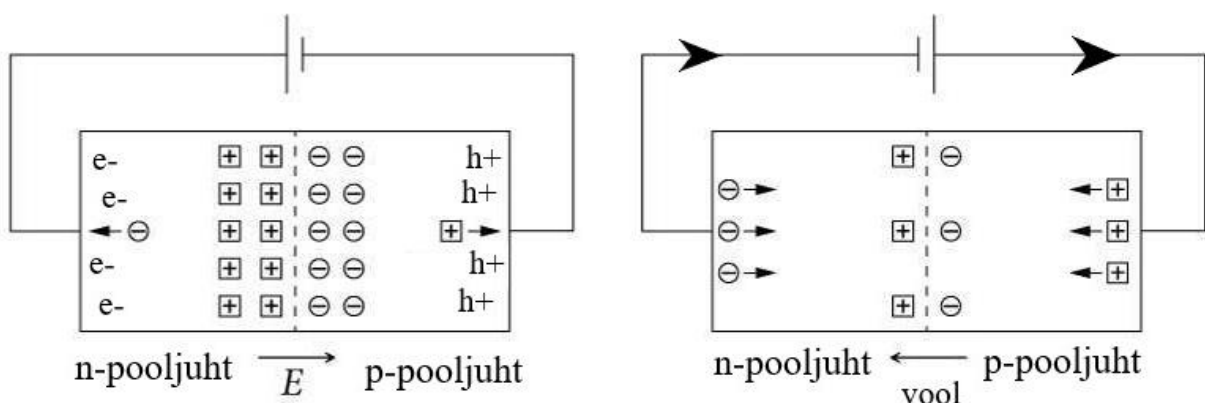 e- h+
e- h+
e- h+
e- h+
n-pooljuht E p-pooljuht
n-pooljuht p-pooljuht
vool